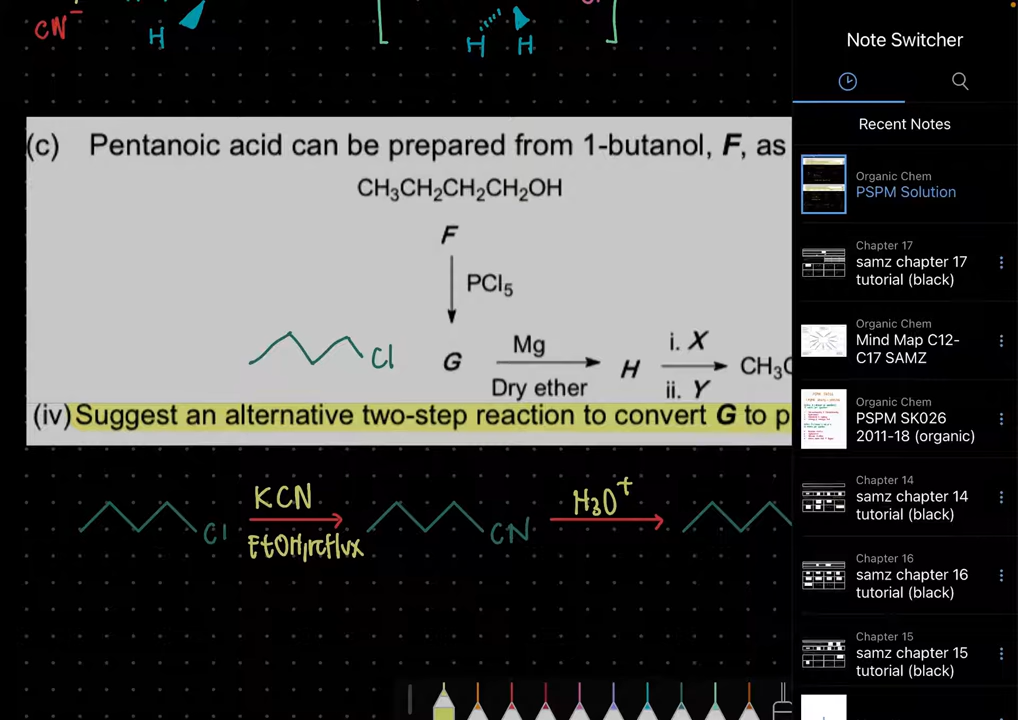 CN⁻
H
H H
(c) Pentanoic acid can be prepared from 1-butanol, F, as
CH₃CH₂CH₂CH₂OH
F
PCl₅
Cl
G
Mg
Dry ether
H
i. X
ii. Y
CH₃C
(iv) Suggest an alternative two-step reaction to convert G to p
Cl
KCN
EtOH, reflux
CN
H₃O⁺
Note Switcher
Recent Notes
Organic Chem
PSPM Solution
Chapter 17
samz chapter 17
tutorial (black)
Organic Chem
Mind Map C12-
C17 SAMZ
Organic Chem
PSPM SK026
2011-18 (organic)
Chapter 14
samz chapter 14
tutorial (black)
Chapter 16
samz chapter 16
tutorial (black)
Chapter 15
samz chapter 15
tutorial (black)